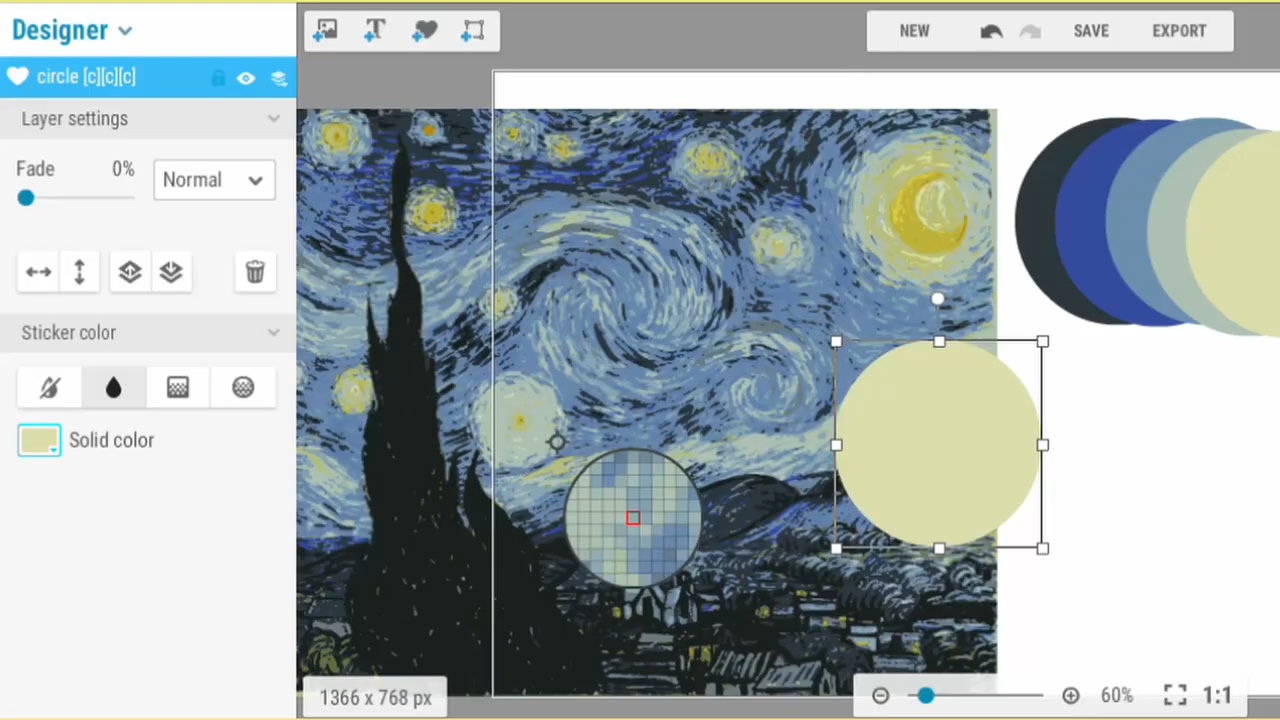 Designer
NEW
SAVE
EXPORT
circle [c][c][c]
Layer settings
Fade
0%
Normal
Sticker color
Solid color
1366 x 768 px
60%
1:1